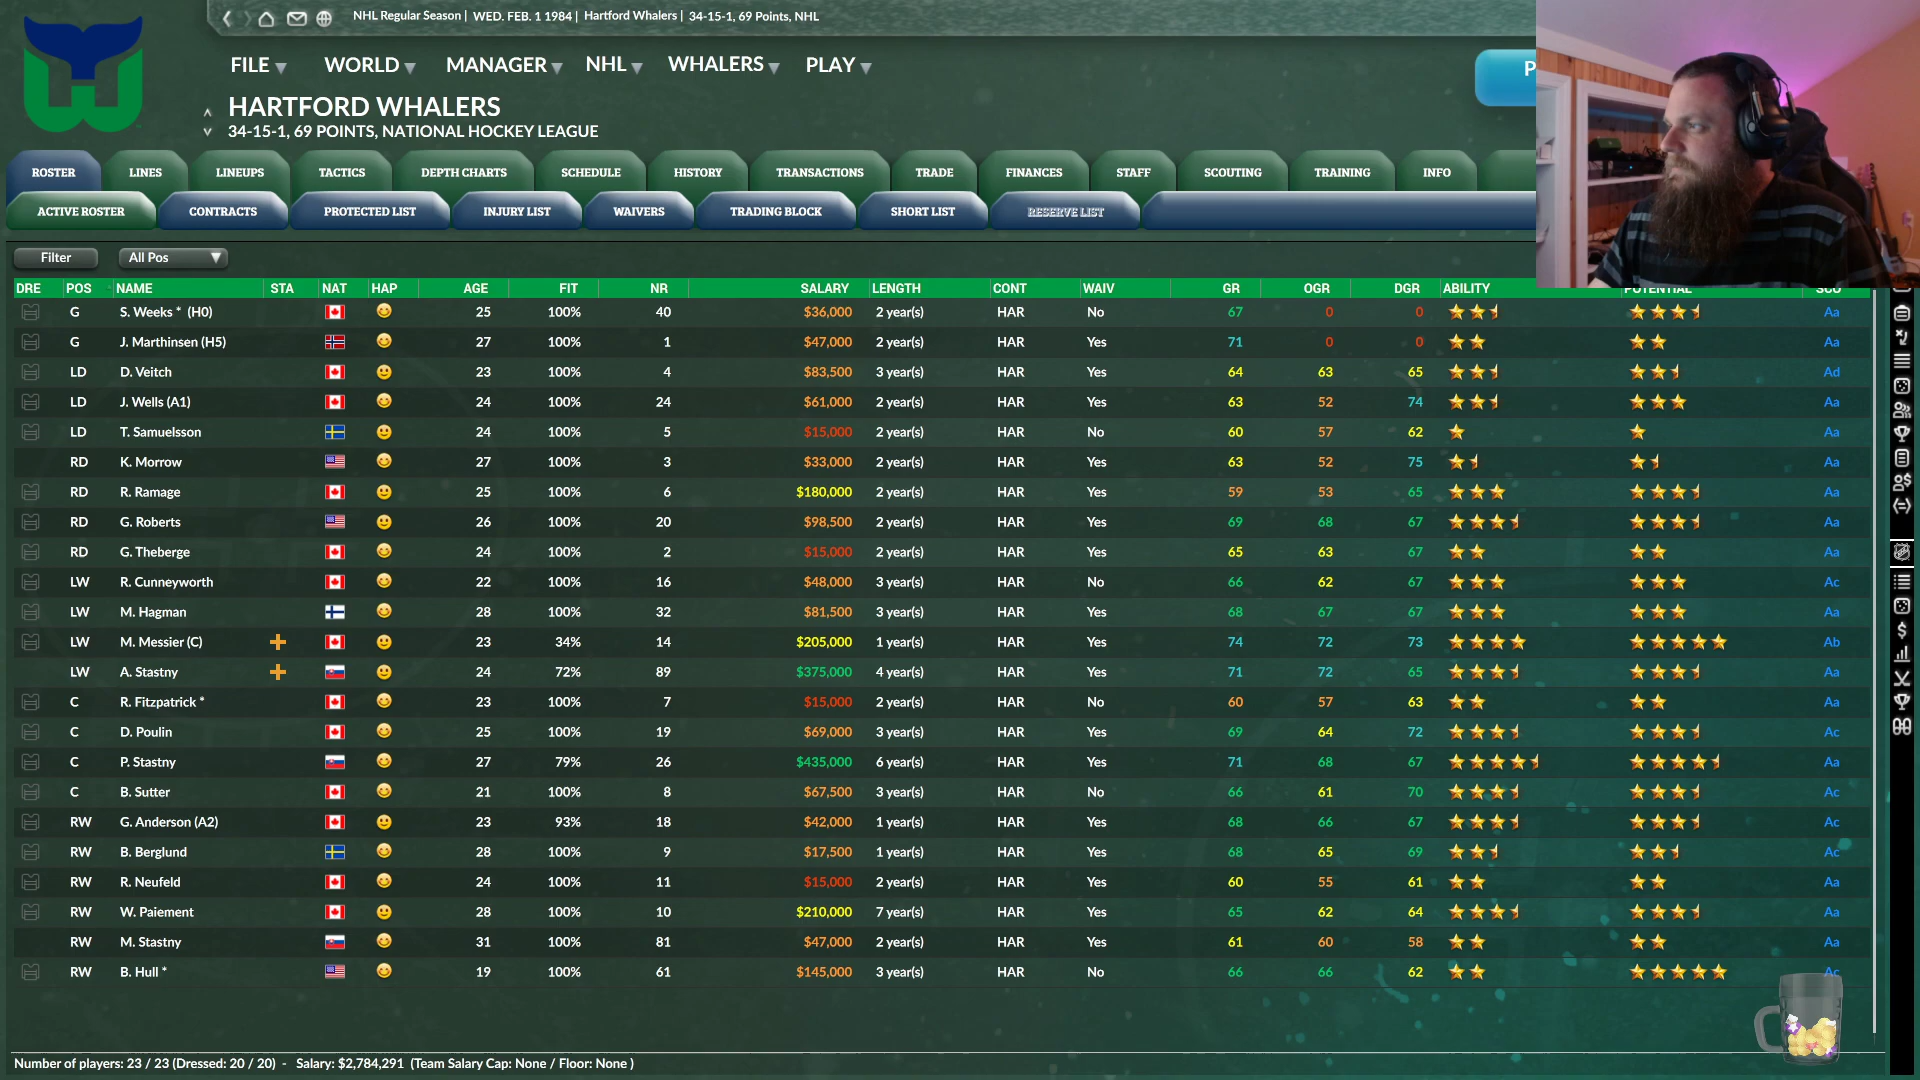 NHL Regular Season | WED. FEB. 1 1984 | Hartford Whalers | 34-15-1, 69 Points, NHL
FILE WORLD MANAGER NHL WHALERS PLAY P
HARTFORD WHALERS
34-15-1, 69 POINTS, NATIONAL HOCKEY LEAGUE
ROSTER LINES LINEUPS TACTICS DEPTH CHARTS SCHEDULE HISTORY TRANSACTIONS TRADE FINANCES STAFF SCOUTING TRAINING INFO
ACTIVE ROSTER CONTRACTS PROTECTED LIST INJURY LIST WAIVERS TRADING BLOCK SHORT LIST RESERVE LIST
Filter All Pos
DRE POS NAME STA NAT HAP AGE FIT NR SALARY LENGTH CONT WAIV GR OGR DGR ABILITY POTENTIAL SCO
G S. Weeks * (H0) 25 100% 40 $36,000 2 year(s) HAR No 67 0 0 Aa
G J. Marthinsen (H5) 27 100% 1 $47,000 2 year(s) HAR Yes 71 0 0 Aa
LD D. Veitch 23 100% 4 $83,500 3 year(s) HAR Yes 64 63 65 Ad
LD J. Wells (A1) 24 100% 24 $61,000 2 year(s) HAR Yes 63 52 74 Aa
LD T. Samuelsson 24 100% 5 $15,000 2 year(s) HAR No 60 57 62 Aa
RD K. Morrow 27 100% 3 $33,000 2 year(s) HAR Yes 63 52 75 Aa
RD R. Ramage 25 100% 6 $180,000 2 year(s) HAR Yes 59 53 65 Aa
RD G. Roberts 26 100% 20 $98,500 2 year(s) HAR Yes 69 68 67 Aa
RD G. Theberge 24 100% 2 $15,000 2 year(s) HAR Yes 65 63 67 Aa
LW R. Cunneyworth 22 100% 16 $48,000 3 year(s) HAR No 66 62 67 Ac
LW M. Hagman 28 100% 32 $81,500 3 year(s) HAR Yes 68 67 67 Aa
LW M. Messier (C) 23 34% 14 $205,000 1 year(s) HAR Yes 74 72 73 Ab
LW A. Stastny 24 72% 89 $375,000 4 year(s) HAR Yes 71 72 65 Aa
C R. Fitzpatrick * 23 100% 7 $15,000 2 year(s) HAR No 60 57 63 Aa
C D. Poulin 25 100% 19 $69,000 3 year(s) HAR Yes 69 64 72 Ac
C P. Stastny 27 79% 26 $435,000 6 year(s) HAR Yes 71 68 67 Aa
C B. Sutter 21 100% 8 $67,500 3 year(s) HAR No 66 61 70 Ac
RW G. Anderson (A2) 23 93% 18 $42,000 1 year(s) HAR Yes 68 66 67 Ac
RW B. Berglund 28 100% 9 $17,500 1 year(s) HAR Yes 68 65 69 Ac
RW R. Neufeld 24 100% 11 $15,000 2 year(s) HAR Yes 60 55 61 Aa
RW W. Paiement 28 100% 10 $210,000 7 year(s) HAR Yes 65 62 64 Aa
RW M. Stastny 31 100% 81 $47,000 2 year(s) HAR Yes 61 60 58 Aa
RW B. Hull * 19 100% 61 $145,000 3 year(s) HAR No 66 66 62 Ac
Number of players: 23 / 23 (Dressed: 20 / 20) - Salary: $2,784,291 (Team Salary Cap: None / Floor: None )